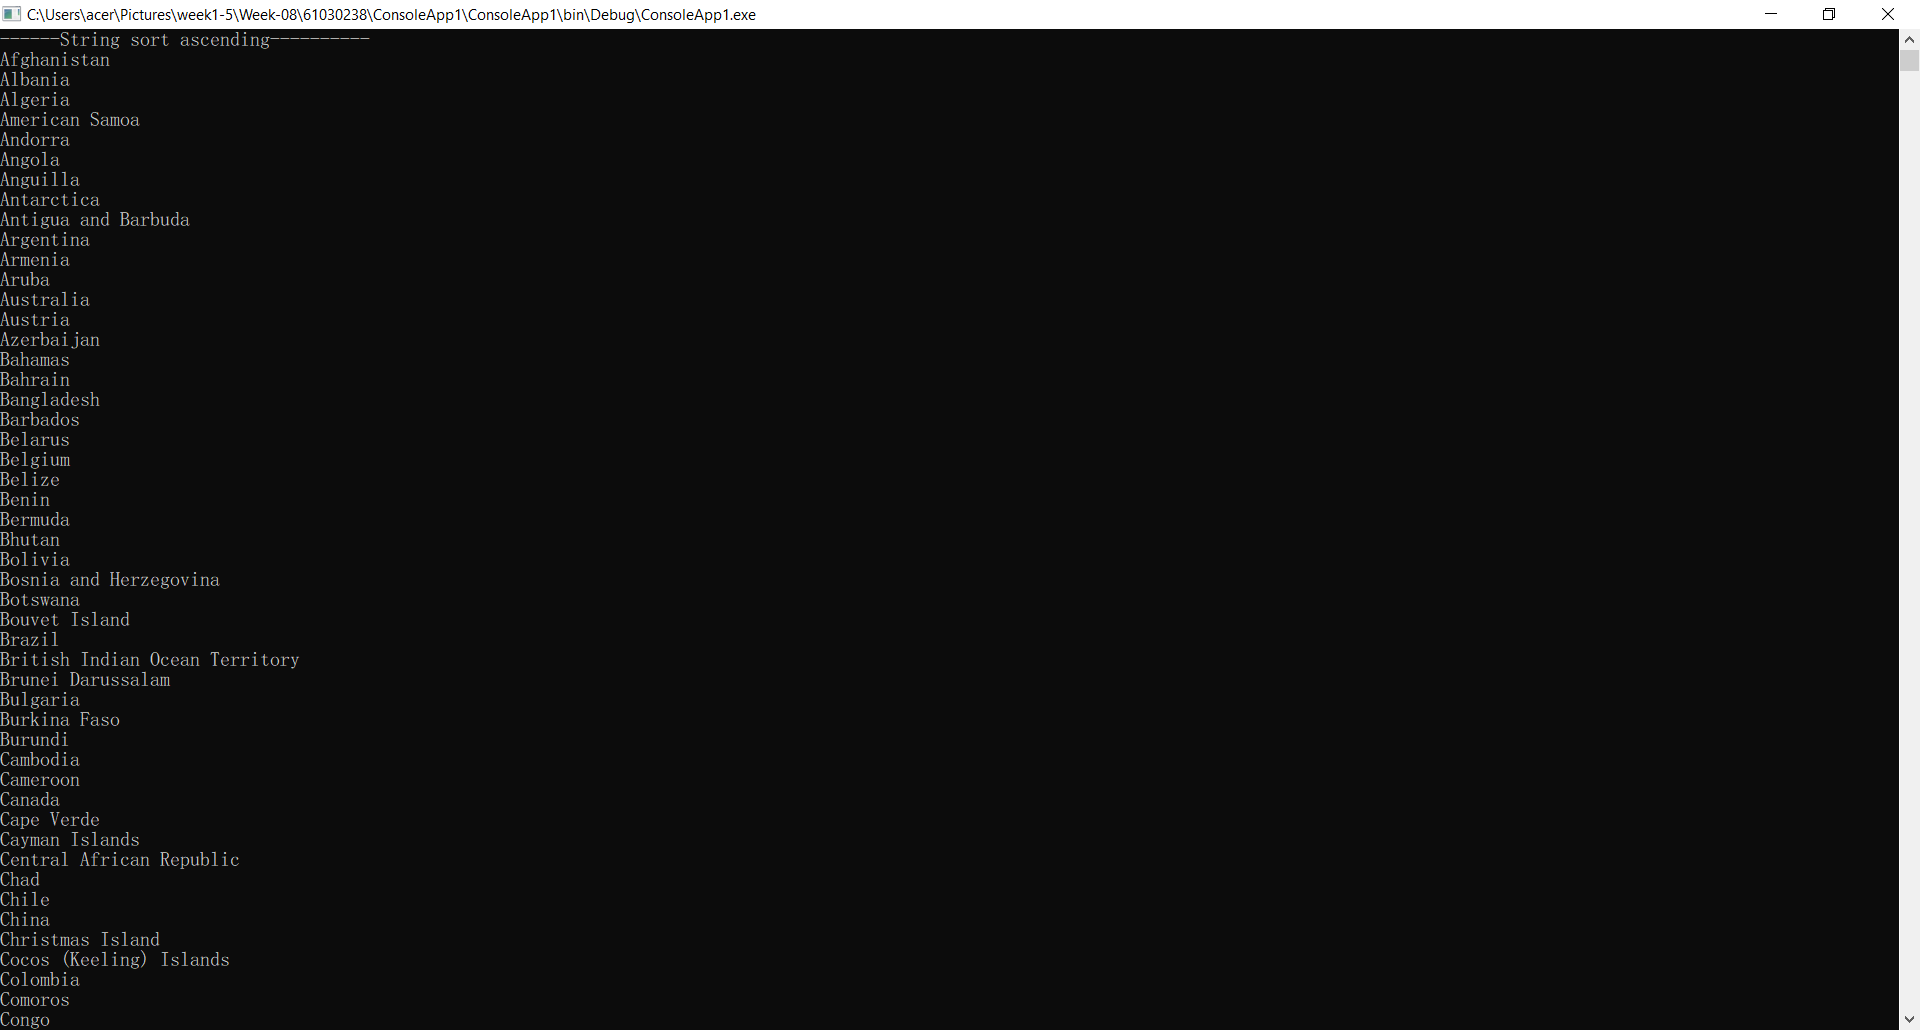 C:\Users\acer\Pictures\week1-5\Week-08\61030238\ConsoleApp1\ConsoleApp1\bin\Debug\ConsoleApp1.exe
------String sort ascending----------
Afghanistan
Albania
Algeria
American Samoa
Andorra
Angola
Anguilla
Antarctica
Antigua and Barbuda
Argentina
Armenia
Aruba
Australia
Austria
Azerbaijan
Bahamas
Bahrain
Bangladesh
Barbados
Belarus
Belgium
Belize
Benin
Bermuda
Bhutan
Bolivia
Bosnia and Herzegovina
Botswana
Bouvet Island
Brazil
British Indian Ocean Territory
Brunei Darussalam
Bulgaria
Burkina Faso
Burundi
Cambodia
Cameroon
Canada
Cape Verde
Cayman Islands
Central African Republic
Chad
Chile
China
Christmas Island
Cocos (Keeling) Islands
Colombia
Comoros
Congo